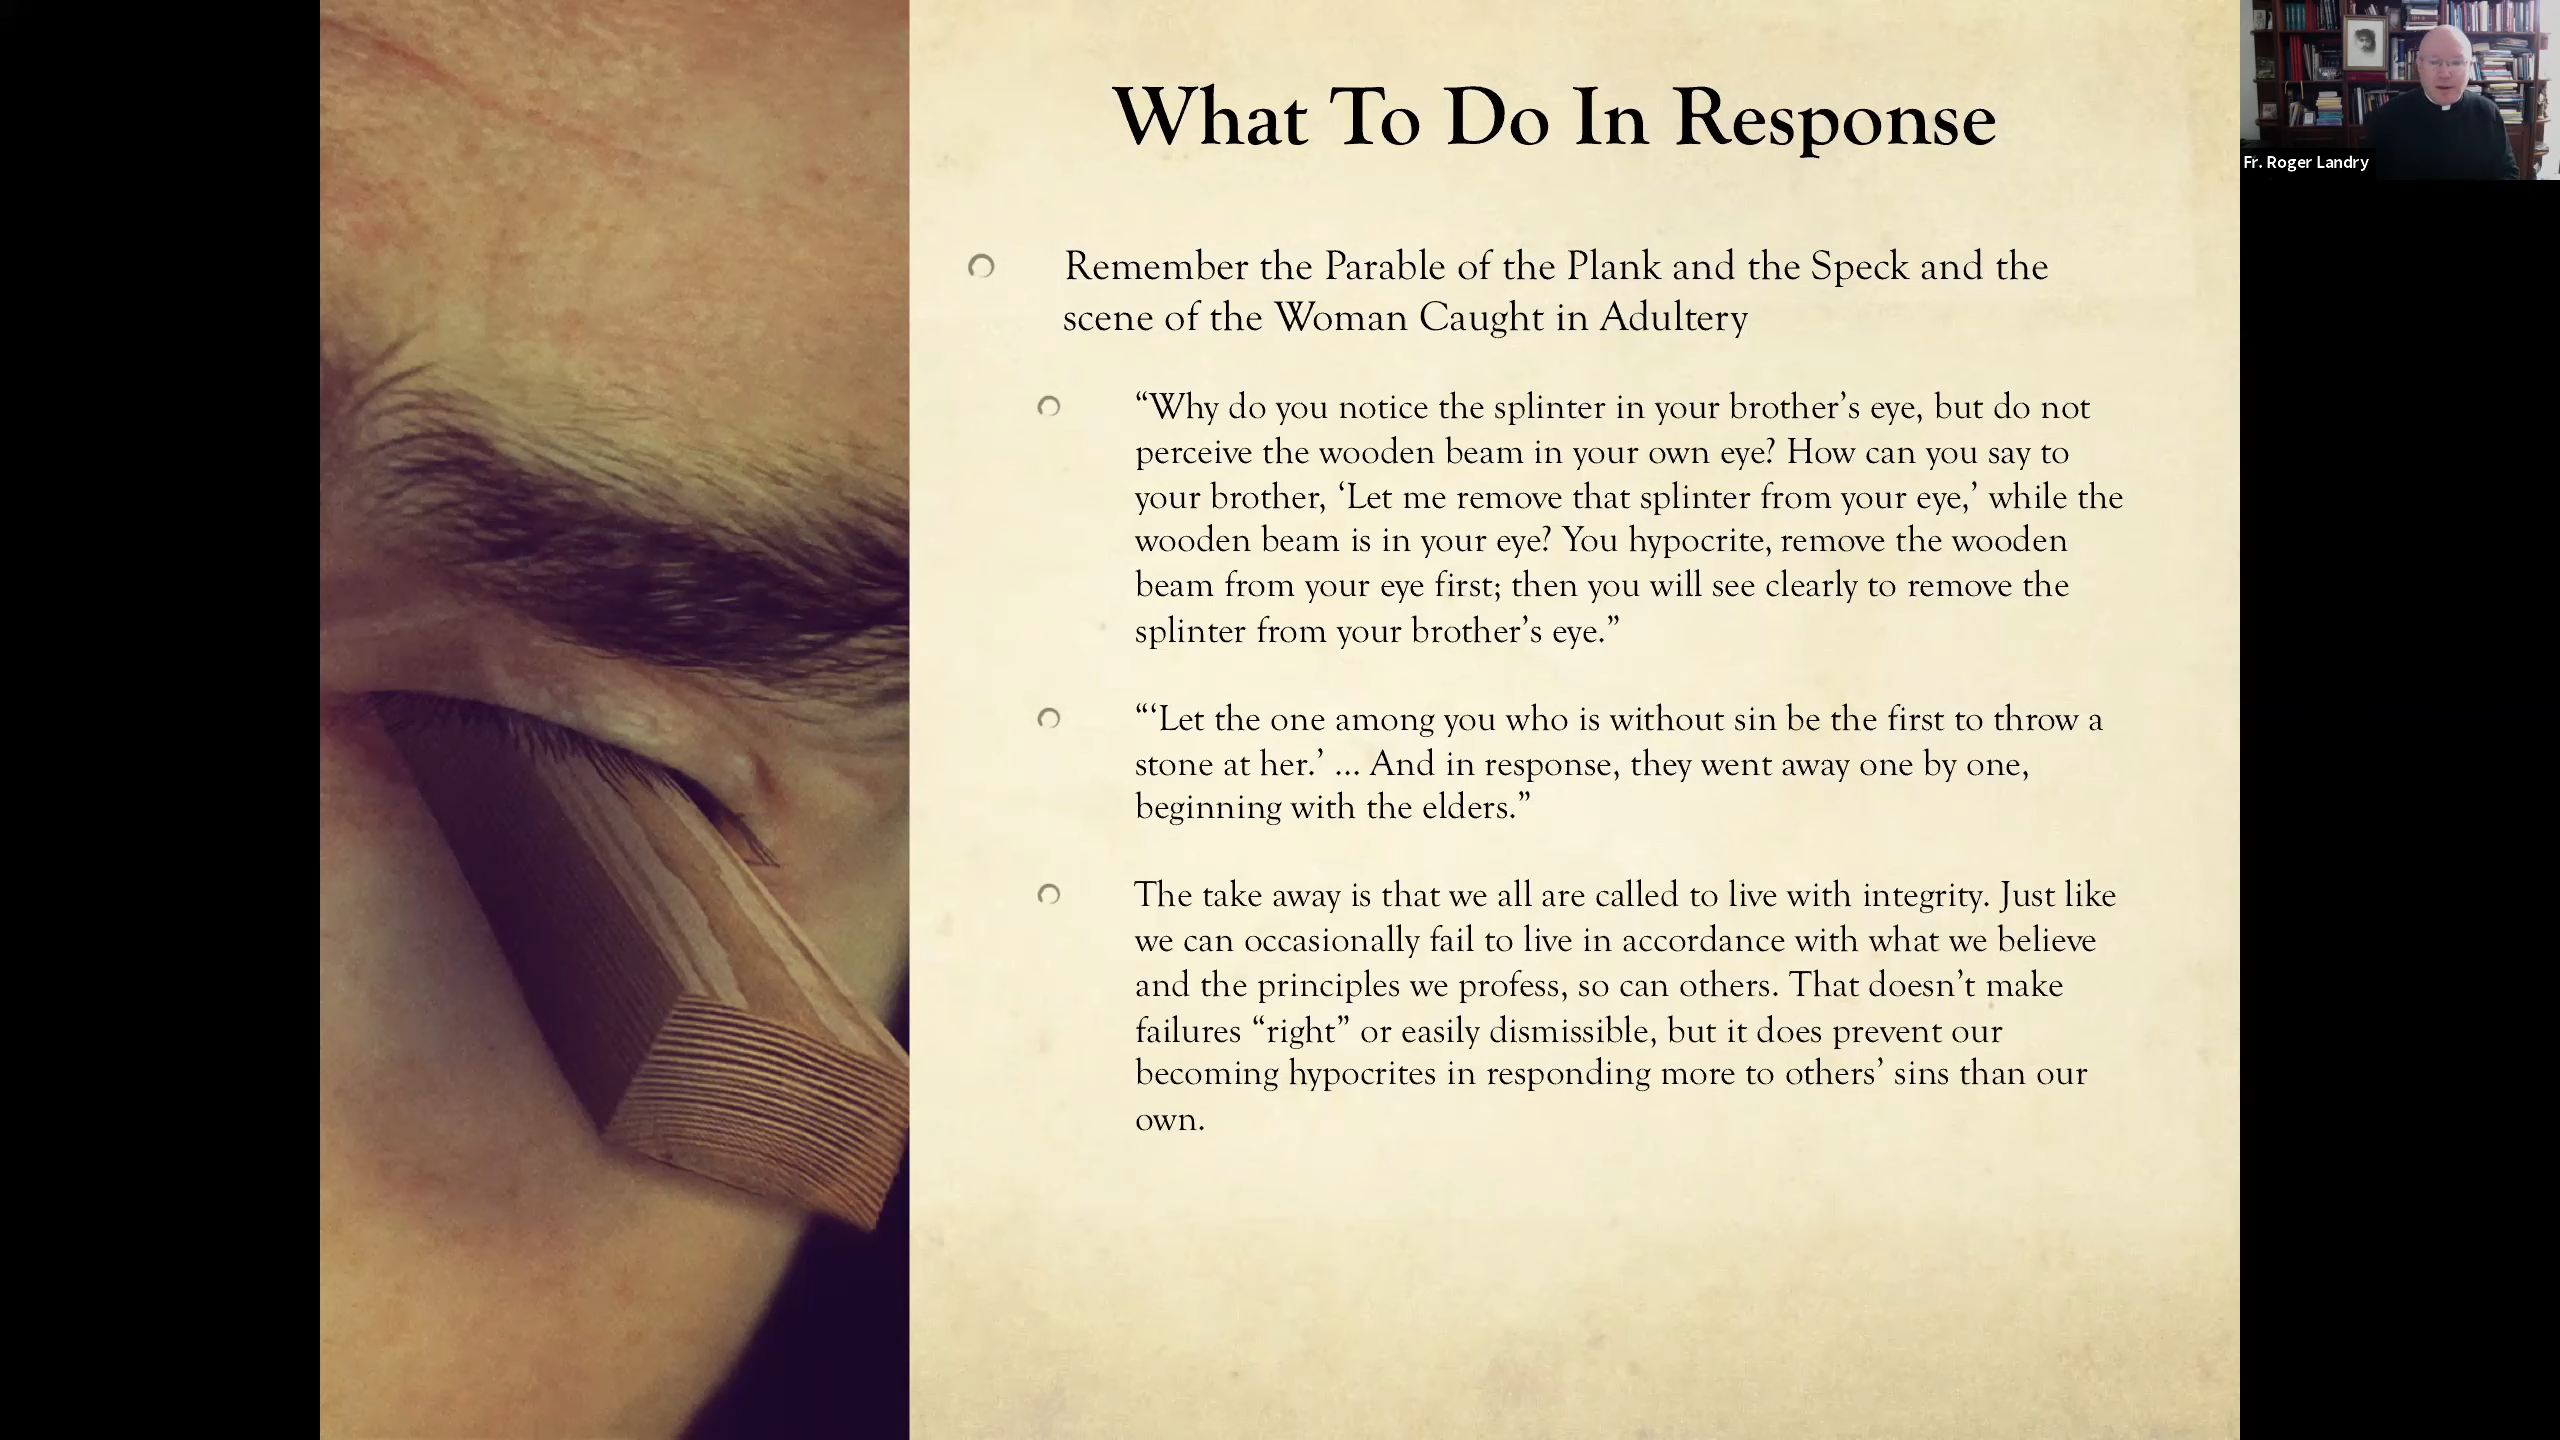 What To Do In Response
Fr. Roger Landry
Remember the Parable of the Plank and the Speck and the
scene of the Woman Caught in Adultery
“Why do you notice the splinter in your brother’s eye, but do not
perceive the wooden beam in your own eye? How can you say to
your brother, ‘Let me remove that splinter from your eye,’ while the
wooden beam is in your eye? You hypocrite, remove the wooden
beam from your eye first; then you will see clearly to remove the
splinter from your brother’s eye.”
“‘Let the one among you who is without sin be the first to throw a
stone at her.’ ... And in response, they went away one by one,
beginning with the elders.”
The take away is that we all are called to live with integrity. Just like
we can occasionally fail to live in accordance with what we believe
and the principles we profess, so can others. That doesn’t make
failures “right” or easily dismissible, but it does prevent our
becoming hypocrites in responding more to others’ sins than our
own.